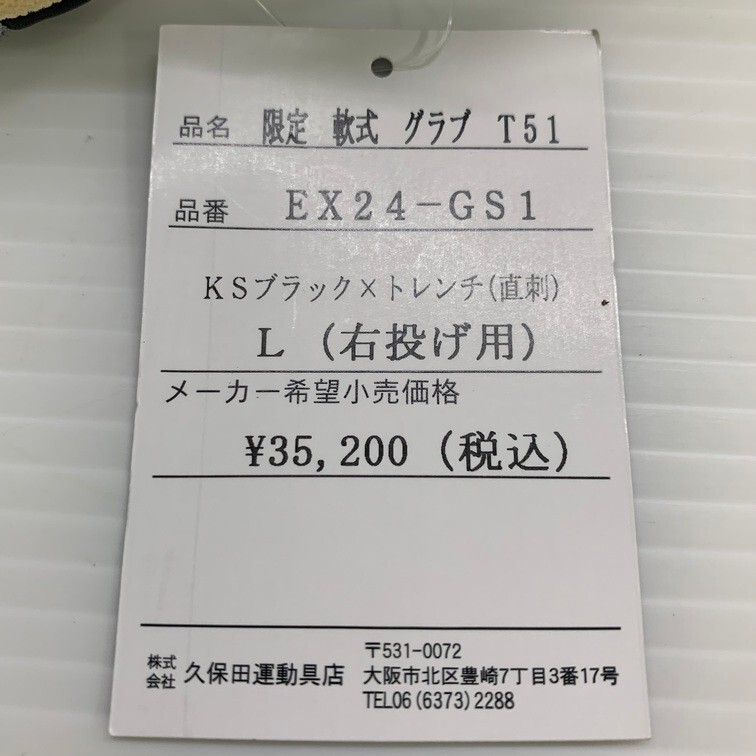 品名 限定 軟式 グラブ T51
品番 EX24-GS1
KSブラック×トレンチ(直刺)
L (右投げ用)
メーカー希望小売価格
¥35,200 (税込)
株式会社 久保田運動具店
〒531-0072
大阪市北区豊崎7丁目3番17号
TEL06(6373)2288